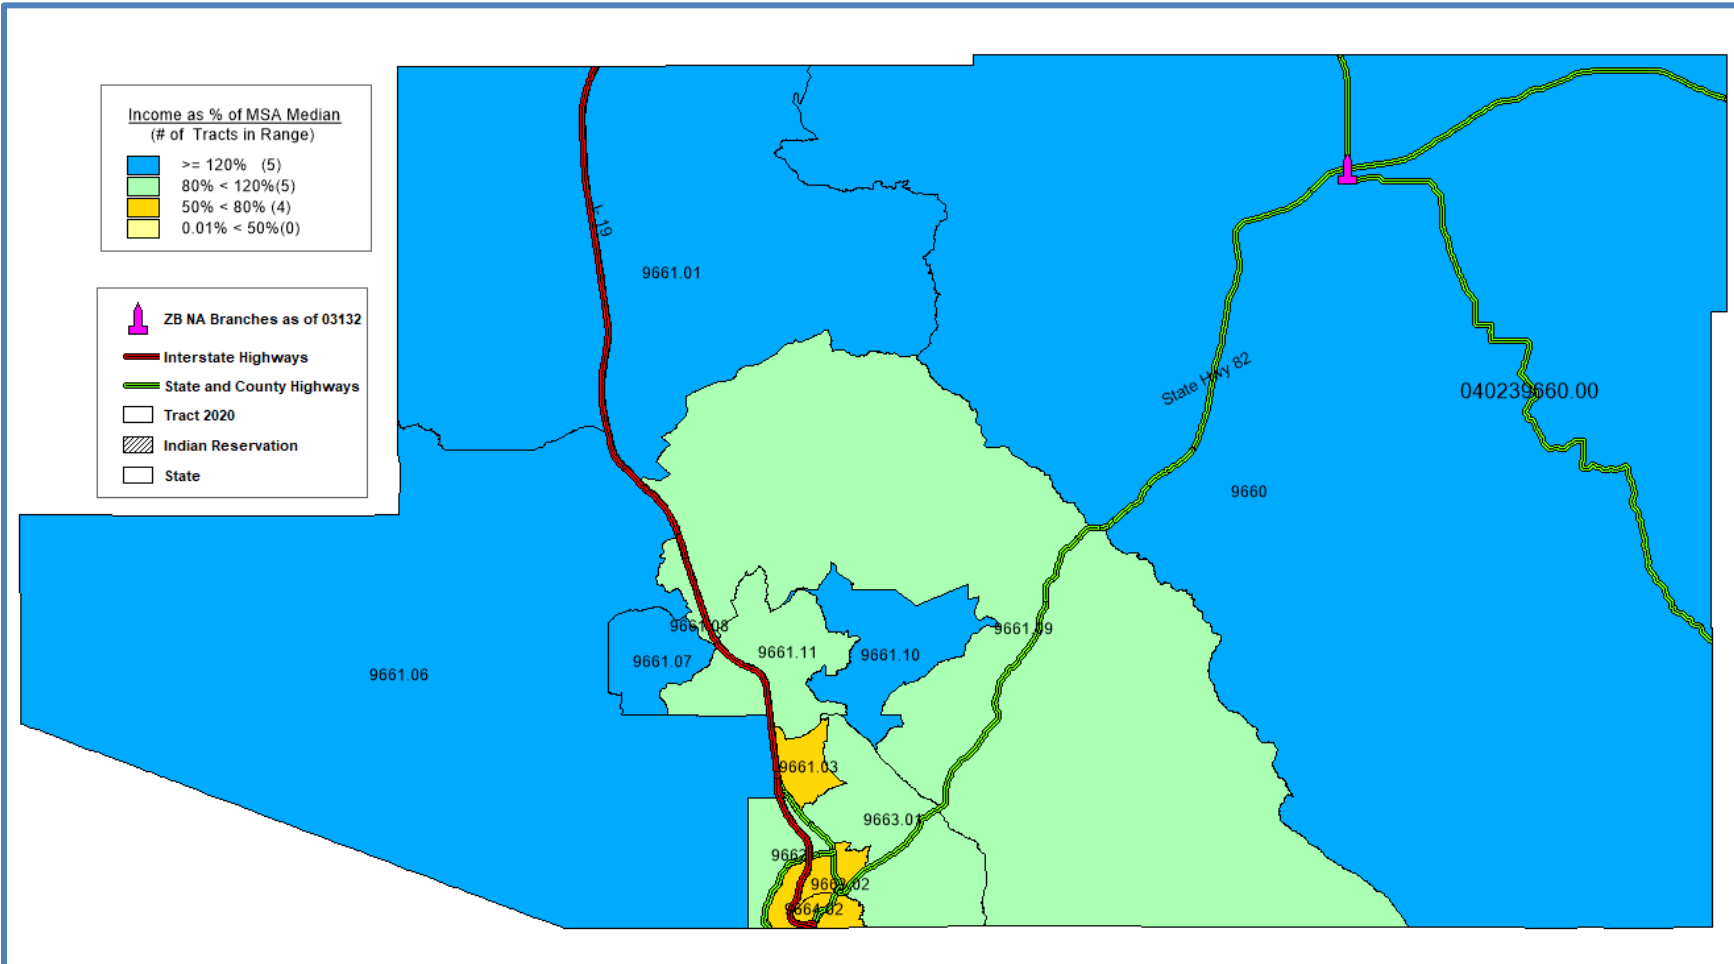 Income as % of MSA Median
(# of Tracts in Range)
>= 120% (5)
80% < 120%(5)
50% < 80% (4)
0.01% < 50%(0)
ZB NA Branches as of 03132
Interstate Highways
State and County Highways
Tract 2020
Indian Reservation
State
I- 19
9661.01
State Hwy 82
040239660.00
9660
9661.08
9661.09
9661.11
9661.10
9661.07
9661.06
9661.03
9663.01
9662
9663.02
9664.02